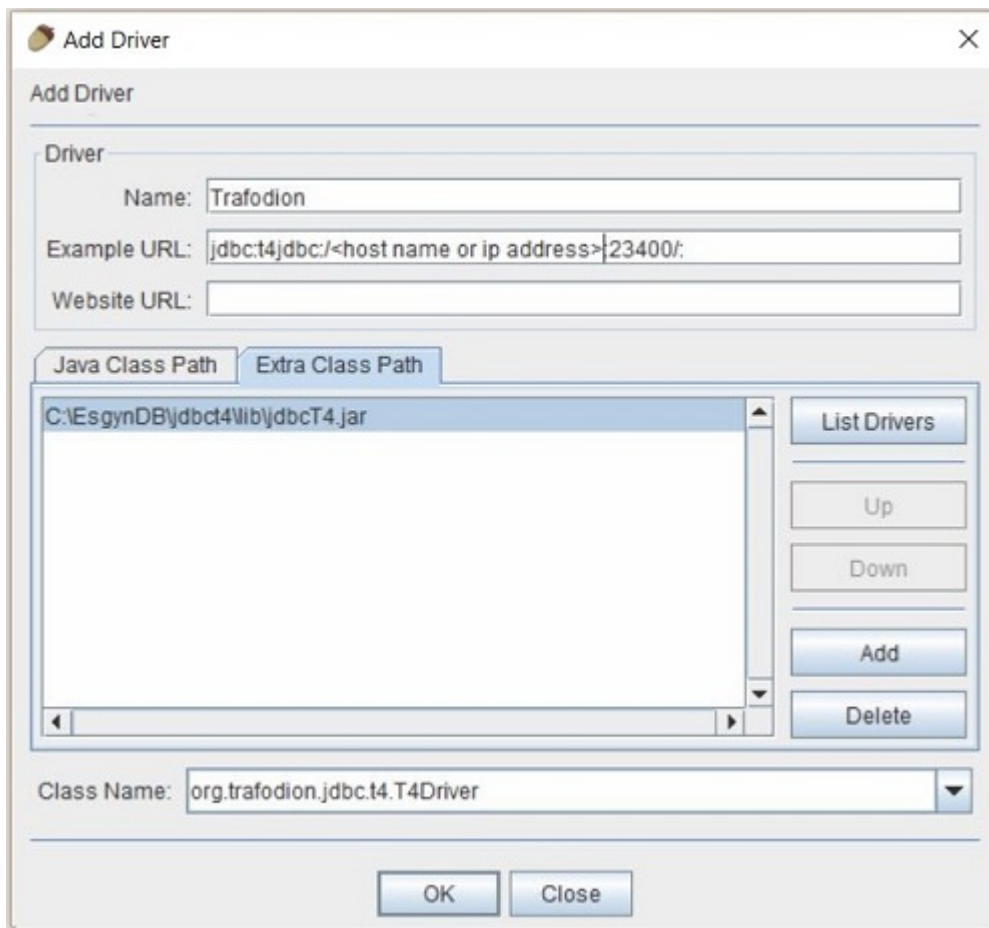 Add Driver
Add Driver
Driver
Name: Trafodion
Example URL: jdbc:t4jdbc:/<host name or ip address>:23400/:
Website URL:
Java Class Path Extra Class Path
C:\EsgynDB\jdbct4\lib\jdbcT4.jar
List Drivers
Up
Down
Add
Delete
Class Name: org.trafodion.jdbc.t4.T4Driver
OK Close